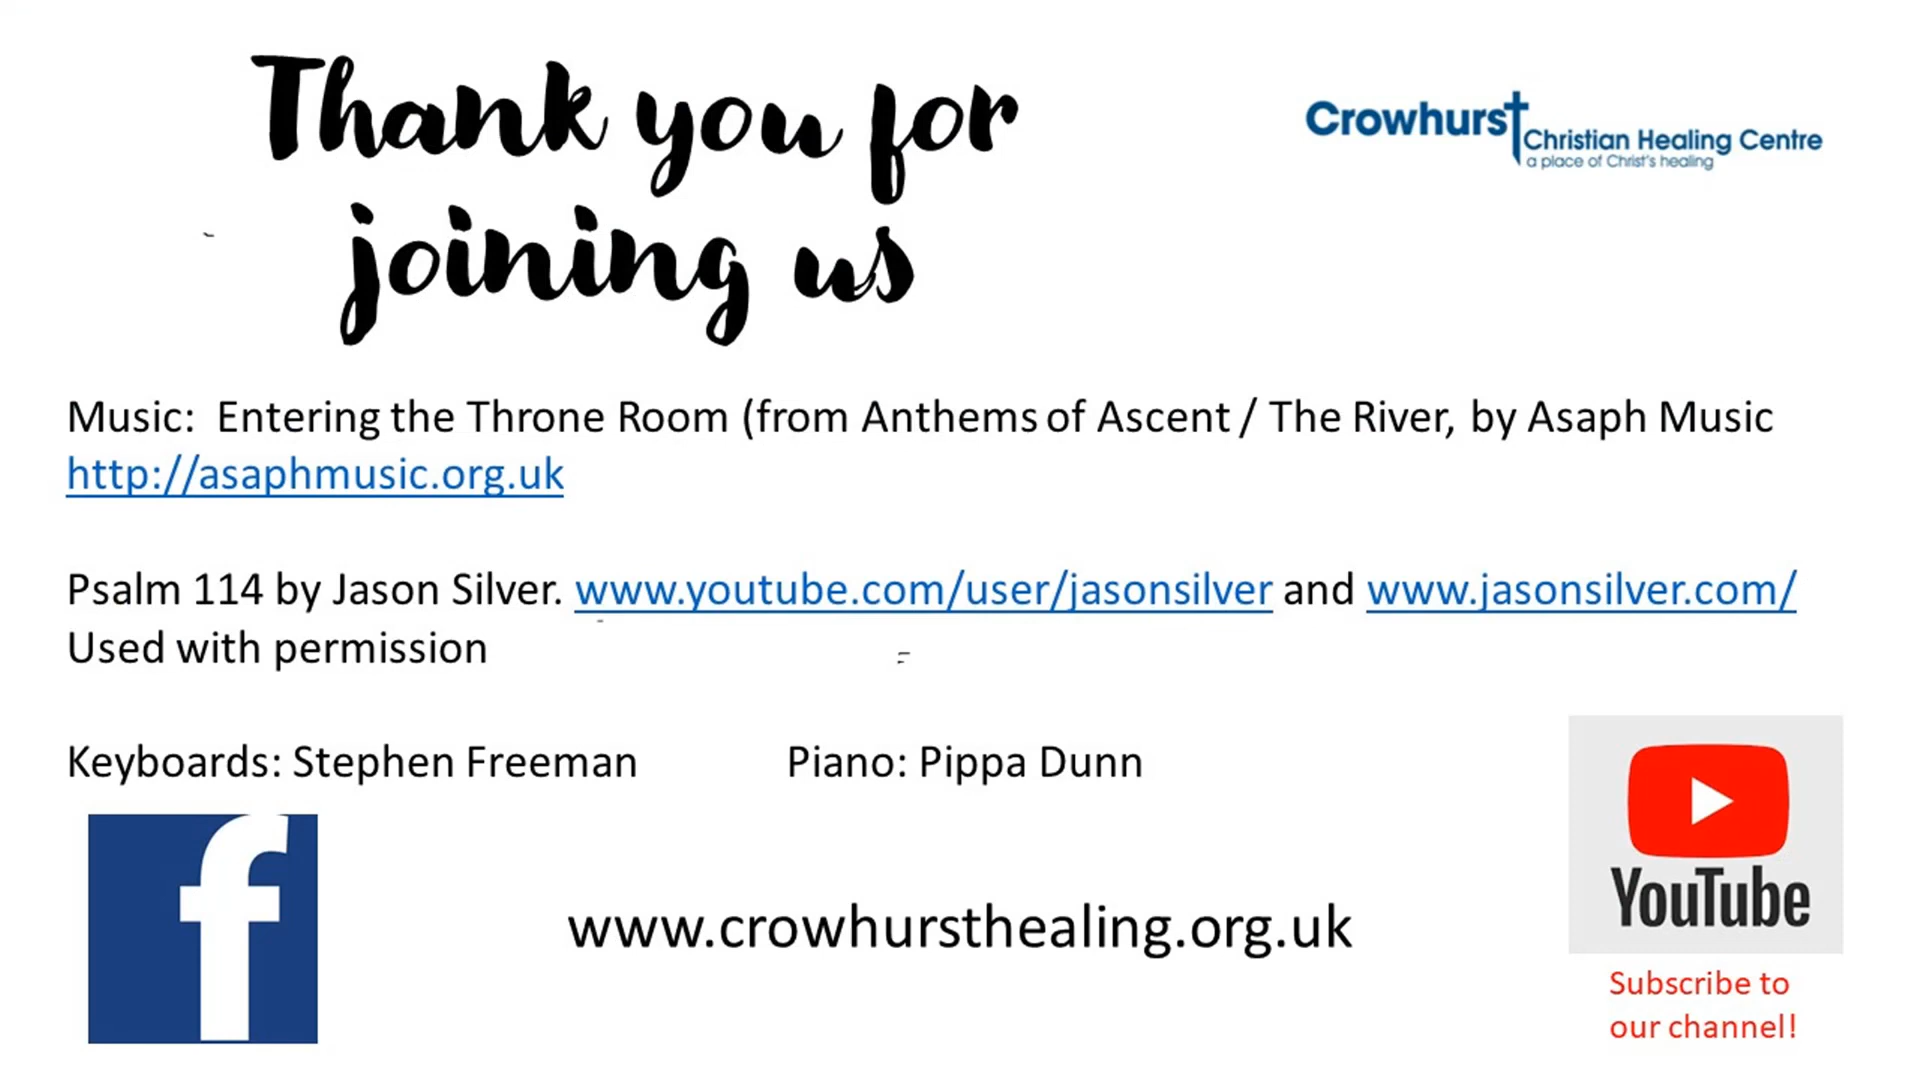 Thank you for
joining us
Crowhurst Christian Healing Centre
a place of Christ's healing
Music:  Entering the Throne Room (from Anthems of Ascent / The River, by Asaph Music
http://asaphmusic.org.uk
Psalm 114 by Jason Silver. www.youtube.com/user/jasonsilver and www.jasonsilver.com/
Used with permission
Keyboards: Stephen Freeman Piano: Pippa Dunn
f
www.crowhursthealing.org.uk
YouTube
Subscribe to
our channel!